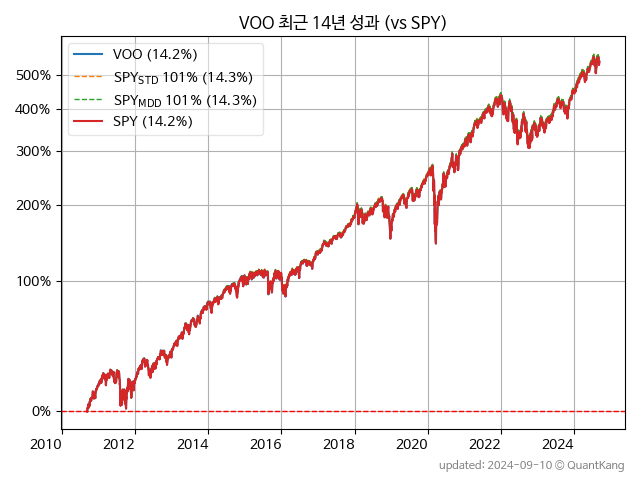 VOO 최근 14년 성과 (vs SPY)
VOO (14.2%)
SPY_STD 101% (14.3%)
SPY_MDD 101% (14.3%)
SPY (14.2%)
500%
400%
300%
200%
100%
0%
2010 2012 2014 2016 2018 2020 2022 2024
updated: 2024-09-10 © QuantKang